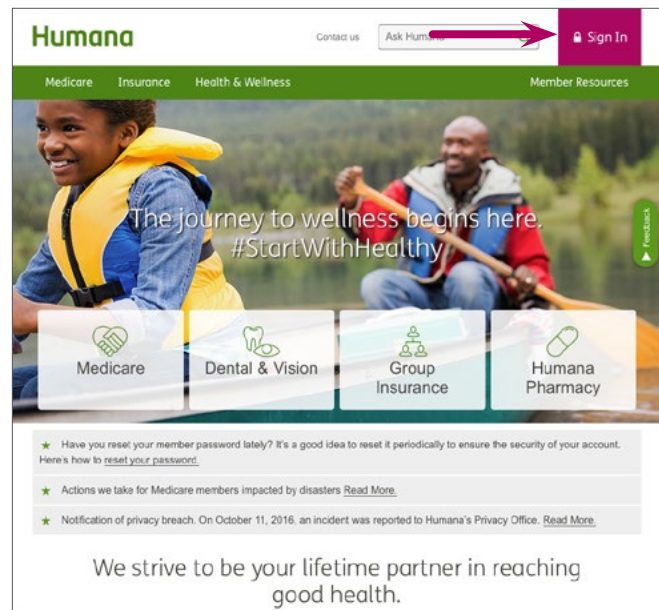 Humana
Contact us
Ask Humana
Sign In
Medicare Insurance Health & Wellness Member Resources
The journey to wellness begins here.
#StartWithHealthy
Feedback
Medicare
Dental & Vision
Group
Insurance
Humana
Pharmacy
Have you reset your member password lately? It's a good idea to reset it periodically to ensure the security of your account.
Here's how to reset your password.
Actions we take for Medicare members impacted by disasters Read More.
Notification of privacy breach. On October 11, 2016, an incident was reported to Humana's Privacy Office. Read More.
We strive to be your lifetime partner in reaching
good health.